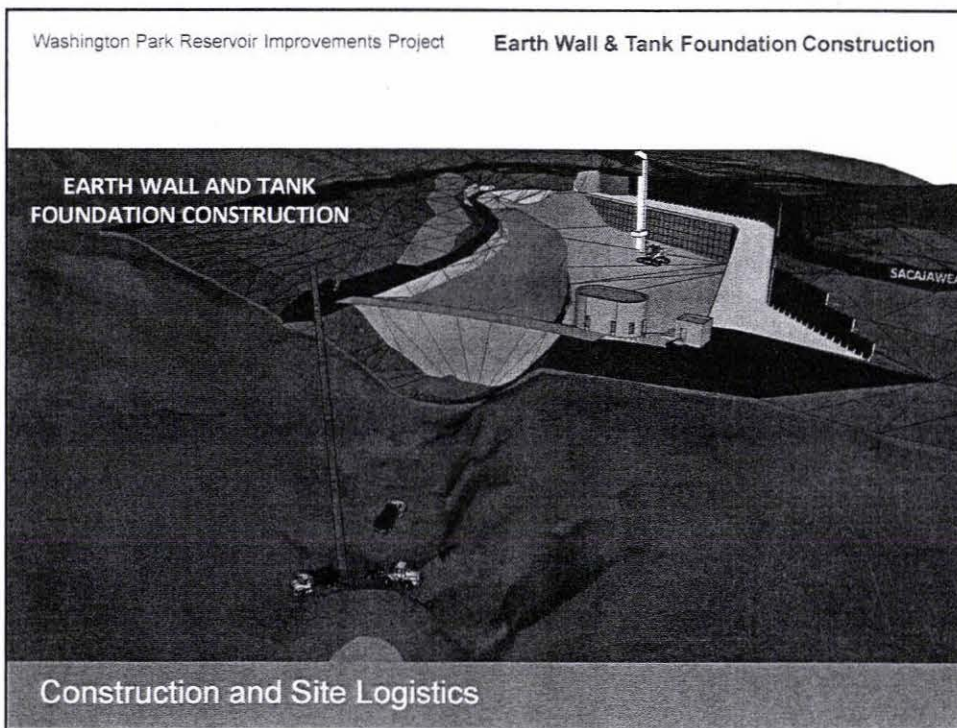 Washington Park Reservoir Improvements Project Earth Wall & Tank Foundation Construction
EARTH WALL AND TANK
FOUNDATION CONSTRUCTION
SACAJAWEA
Construction and Site Logistics